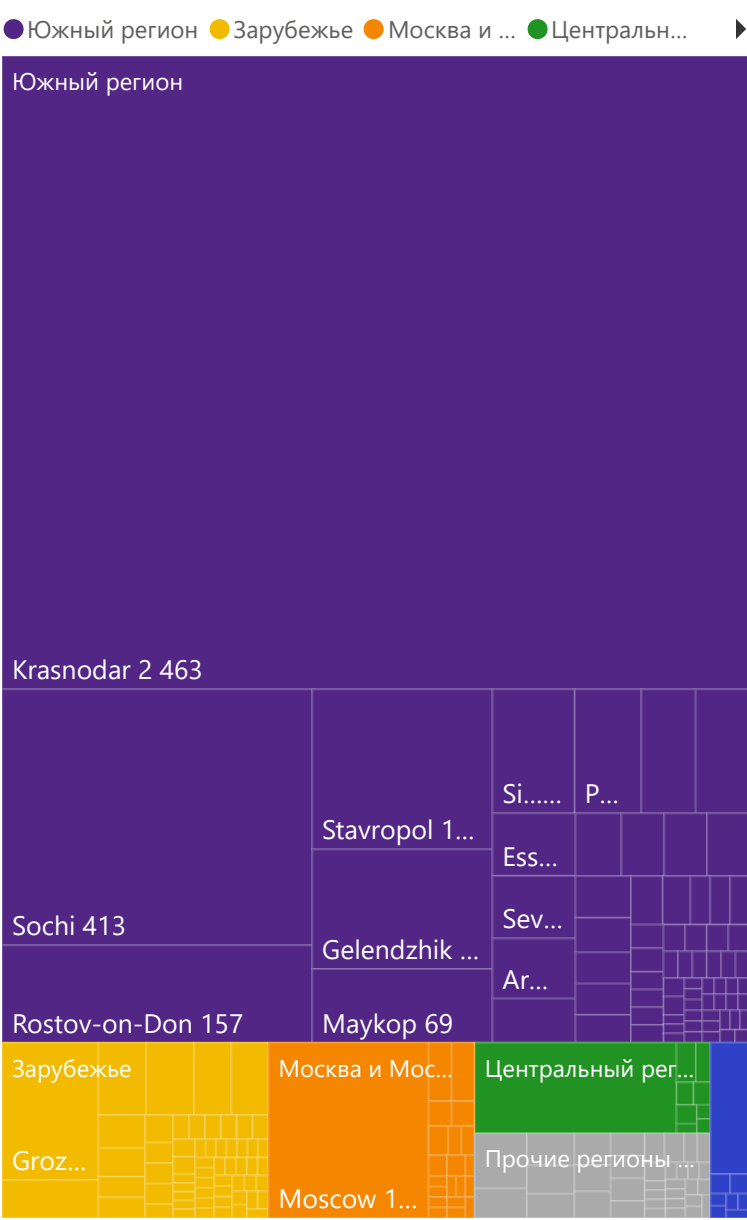 Южный регион Зарубежье Москва и ... Центральн...
Южный регион
Krasnodar 2 463
Si...... P...
Stavropol 1...
Ess...
Sochi 413
Sev...
Gelendzhik ...
Ar...
Rostov-on-Don 157
Maykop 69
Зарубежье
Москва и Мос...
Центральный рег...
Groz...
Прочие регионы ...
Moscow 1...